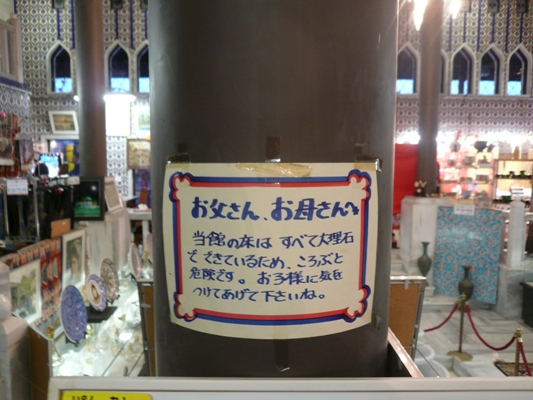 お父さん、お母さんへ
当館の床は すべて大理石
でできているため、ころぶと
危険です。お子様に気を
つけてあげて下さいね。